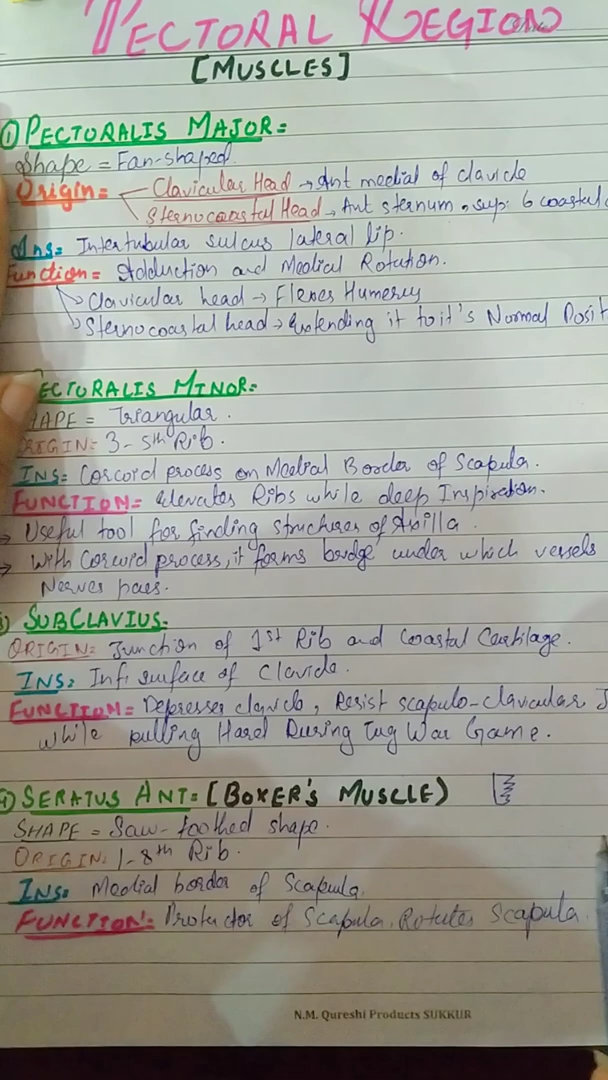 PECTORAL REGION
[MUSCLES]
① PECTORALIS MAJOR=
Shape = Fan-shaped.
Origin= Clavicular Head → Ant medial of clavicle
Sternocoastal Head → Ant sternum, sup. 6 coastal
Ins= Intertubular sulcus lateral lip.
Function= Adduction and Medial Rotation.
↘ Clavicular head → Flexes Humerus
↘ Sternocoastal head → Extending it to it's Normal Posit
ECTORALIS MINOR=
HAPE = Triangular.
RIGIN= 3-5th Rib.
INS= Corcoid process on Medial Border of Scapula.
FUNCTION= Elevates Ribs while deep Inspiration.
→ Useful tool for finding structures of Axilla.
→ With Corcoid process, it forms bridge under which vessels
Nerves pass.
) SUBCLAVIUS-
ORIGIN= Junction of 1st Rib and Coastal Cartilage.
INS= Inf. surface of Clavicle.
FUNCTION= Depresses clavicle, Resist scapulo-clavicular J
while pulling Hard During Tug War Game.
④ SERATUS ANT= [BOXER'S MUSCLE)
SHAPE = Saw-toothed shape.
ORIGIN: 1-8th Rib.
INS= Medial border of Scapula.
FUNCTION= Protractor of Scapula. Rotates Scapula.
N.M. Qureshi Products SUKKUR